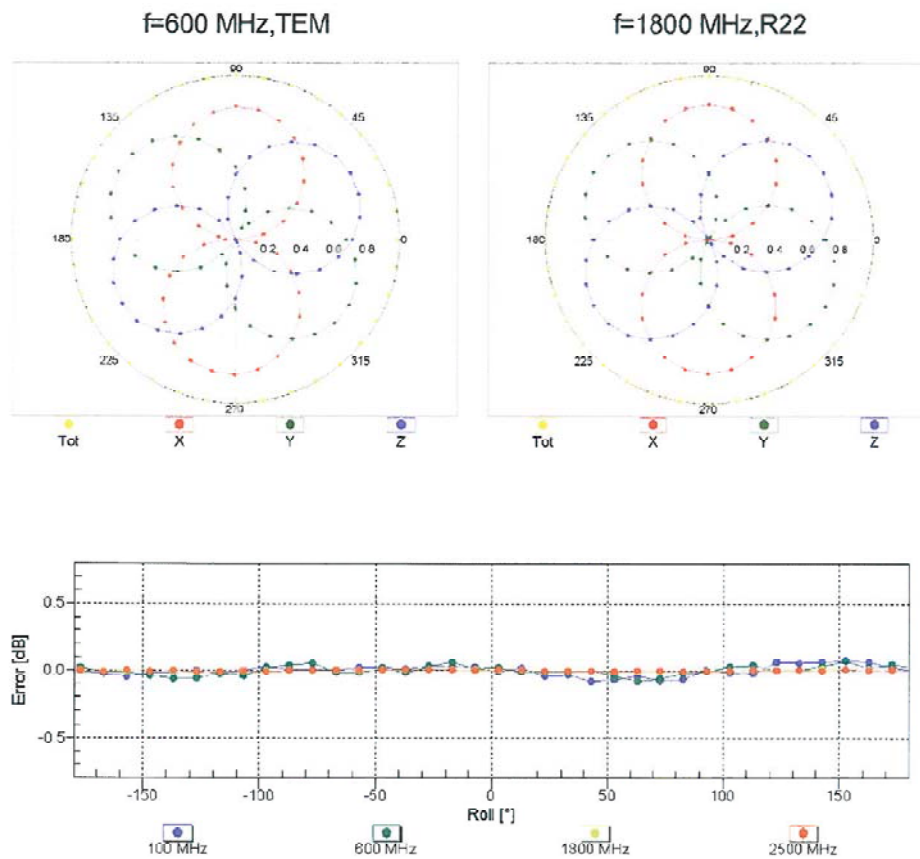 f=600 MHz,TEM
f=1800 MHz,R22
90
135
45
180
0.2 0.4 0.6 0.8
0
225
315
270
Tot X Y Z
90
135
45
180
0.2 0.4 0.6 0.8
0
225
315
270
Tot X Y Z
Error [dB]
0.5
0.0
-0.5
-150 -100 -50 0 50 100 150
Roll [°]
100 MHz 600 MHz 1800 MHz 2500 MHz